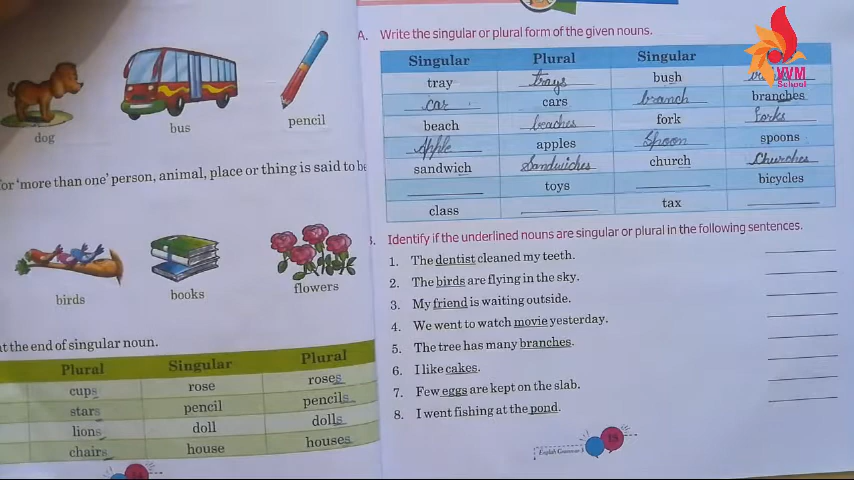 dog
bus
pencil
for 'more than one' person, animal, place or thing is said to be
birds
books
flowers
at the end of singular noun.
Plural Singular Plural
cups rose roses
stars pencil pencils
lions doll dolls
chairs house houses
A. Write the singular or plural form of the given nouns.
Singular Plural Singular
tray trays bush
car cars branch branches
beach beaches fork forks
Apple apples Spoon spoons
sandwich Sandwiches church Churches
toys bicycles
class tax
Identify if the underlined nouns are singular or plural in the following sentences.
1. The dentist cleaned my teeth.
2. The birds are flying in the sky.
3. My friend is waiting outside.
4. We went to watch movie yesterday.
5. The tree has many branches.
6. I like cakes.
7. Few eggs are kept on the slab.
8. I went fishing at the pond.
English Grammar-3 18
VVM
School